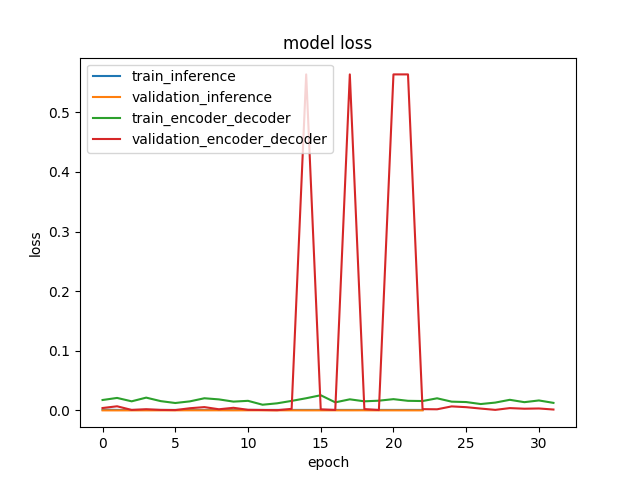 model loss
train_inference
validation_inference
train_encoder_decoder
validation_encoder_decoder
loss
0.5
0.4
0.3
0.2
0.1
0.0
0 5 10 15 20 25 30
epoch